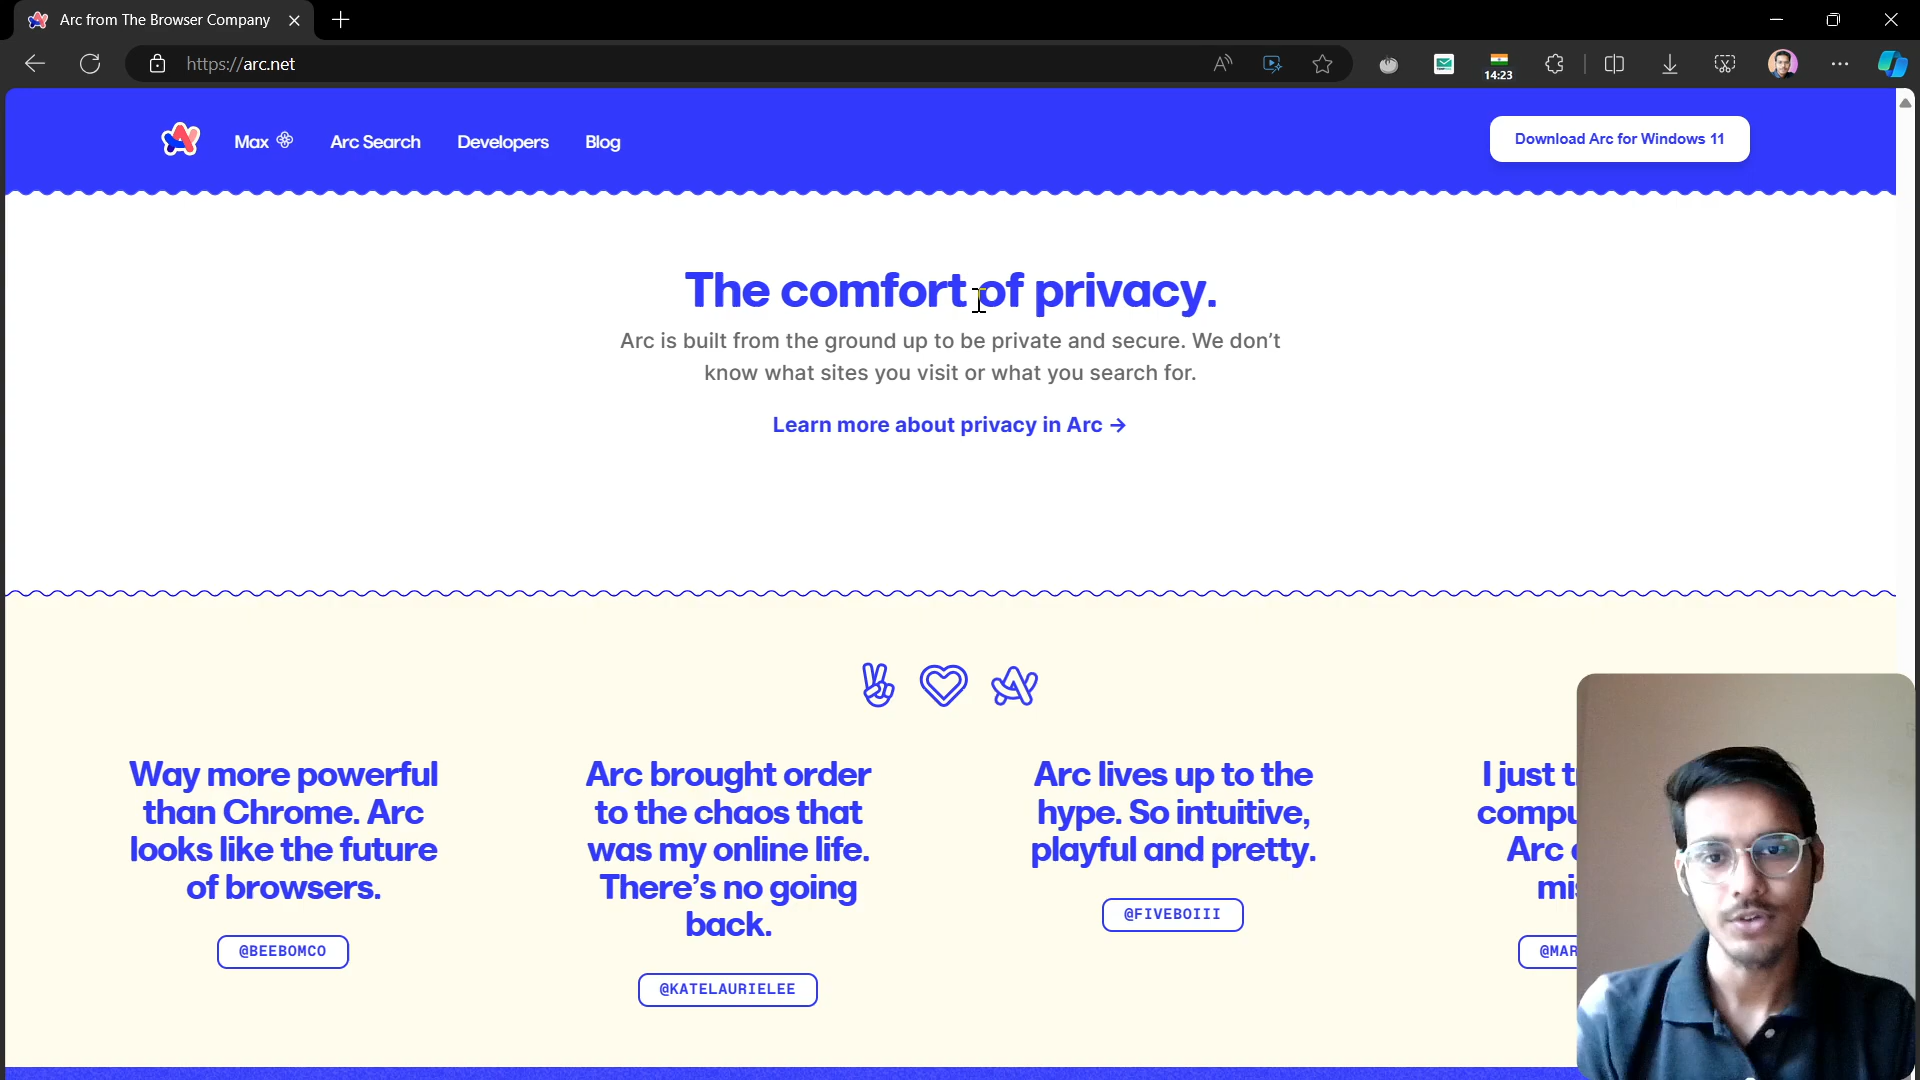 Arc from The Browser Company
https://arc.net
14:23
Max
Arc Search
Developers
Blog
Download Arc for Windows 11
The comfort of privacy.
Arc is built from the ground up to be private and secure. We don’t
know what sites you visit or what you search for.
Learn more about privacy in Arc →
Way more powerful
than Chrome. Arc
looks like the future
of browsers.
@BEEBOMCO
Arc brought order
to the chaos that
was my online life.
There’s no going
back.
@KATELAURIELEE
Arc lives up to the
hype. So intuitive,
playful and pretty.
@FIVEBOIII
I just
Arc